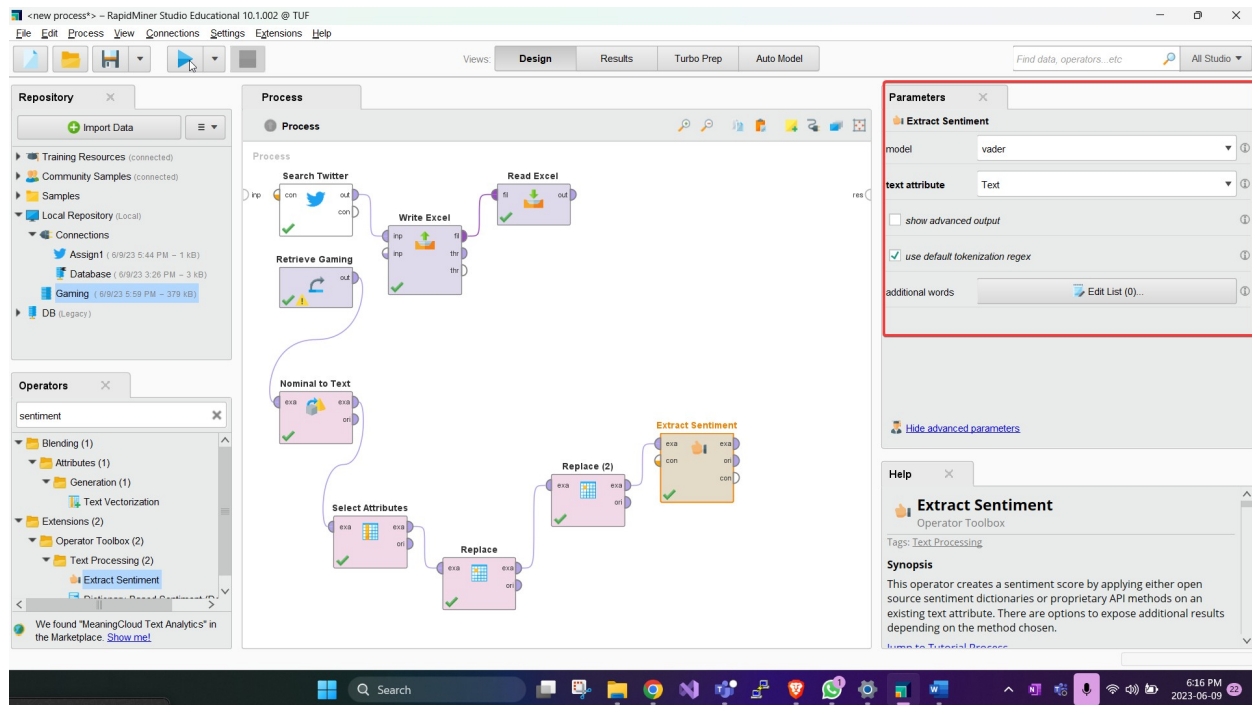 <new process*> – RapidMiner Studio Educational 10.1.002 @ TUF
File Edit Process View Connections Settings Extensions Help
Views: Design Results Turbo Prep Auto Model
Find data, operators...etc
All Studio
Repository
Import Data
Training Resources (connected)
Community Samples (connected)
Samples
Local Repository (Local)
Connections
Assign1 ( 6/9/23 5:44 PM – 1 kB)
Database ( 6/9/23 3:26 PM – 3 kB)
Gaming ( 6/9/23 5:59 PM – 379 kB)
DB (Legacy)
Operators
sentiment
Blending (1)
Attributes (1)
Generation (1)
Text Vectorization
Extensions (2)
Operator Toolbox (2)
Text Processing (2)
Extract Sentiment
We found "MeaningCloud Text Analytics" in
the Marketplace. Show me!
Process
Process
Process
inp
res
Search Twitter
con out
con
Write Excel
inp fil
inp thr
thr
Read Excel
fil out
Retrieve Gaming
out
Nominal to Text
exa exa
ori
Select Attributes
exa exa
ori
Replace
exa exa
ori
Replace (2)
exa exa
ori
Extract Sentiment
exa exa
con ori
con
Parameters
Extract Sentiment
model vader
text attribute Text
show advanced output
use default tokenization regex
additional words Edit List (0)...
Hide advanced parameters
Help
Extract Sentiment
Operator Toolbox
Tags: Text Processing
Synopsis
This operator creates a sentiment score by applying either open
source sentiment dictionaries or proprietary API methods on an
existing text attribute. There are options to expose additional results
depending on the method chosen.
Jump to Tutorial Process
Search
6:16 PM
2023-06-09
22